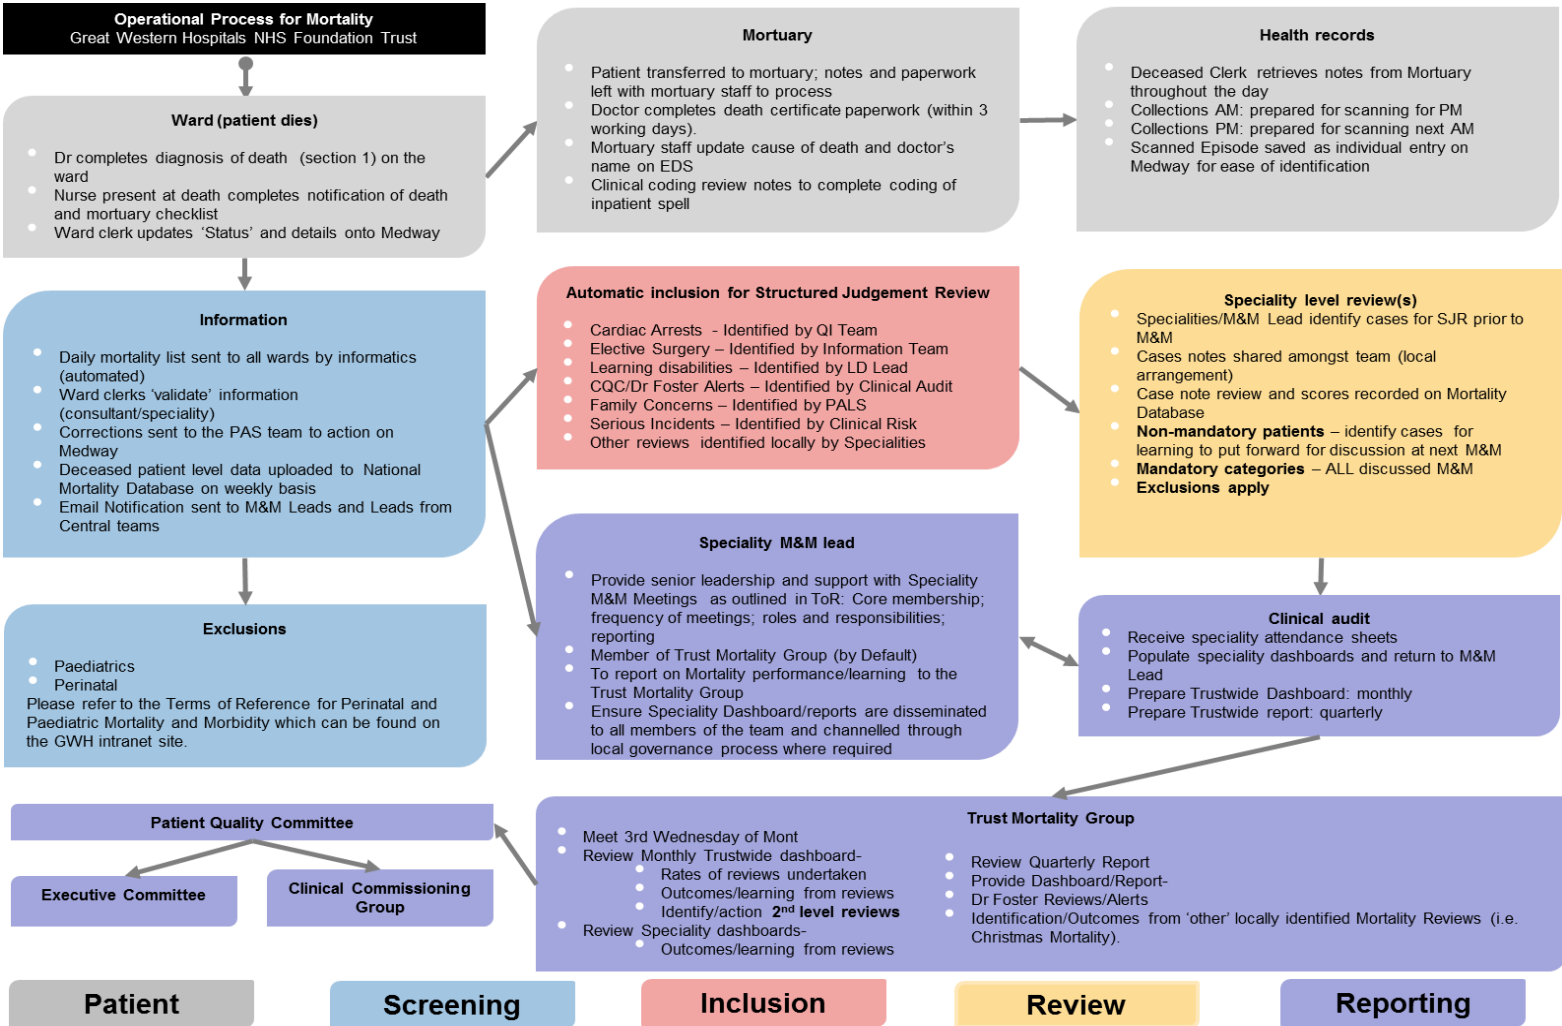 Operational Process for Mortality
Great Western Hospitals NHS Foundation Trust
Ward (patient dies)
Dr completes diagnosis of death (section 1) on the
ward
Nurse present at death completes notification of death
and mortuary checklist
Ward clerk updates ‘Status’ and details onto Medway
Mortuary
Patient transferred to mortuary; notes and paperwork
left with mortuary staff to process
Doctor completes death certificate paperwork (within 3
working days).
Mortuary staff update cause of death and doctor’s
name on EDS
Clinical coding review notes to complete coding of
inpatient spell
Health records
Deceased Clerk retrieves notes from Mortuary
throughout the day
Collections AM: prepared for scanning for PM
Collections PM: prepared for scanning next AM
Scanned Episode saved as individual entry on
Medway for ease of identification
Information
Daily mortality list sent to all wards by informatics
(automated)
Ward clerks ‘validate’ information
(consultant/speciality)
Corrections sent to the PAS team to action on
Medway
Deceased patient level data uploaded to National
Mortality Database on weekly basis
Email Notification sent to M&M Leads and Leads from
Central teams
Automatic inclusion for Structured Judgement Review
Cardiac Arrests - Identified by QI Team
Elective Surgery – Identified by Information Team
Learning disabilities – Identified by LD Lead
CQC/Dr Foster Alerts – Identified by Clinical Audit
Family Concerns – Identified by PALS
Serious Incidents – Identified by Clinical Risk
Other reviews identified locally by Specialities
Speciality level review(s)
Specialities/M&M Lead identify cases for SJR prior to
M&M
Cases notes shared amongst team (local
arrangement)
Case note review and scores recorded on Mortality
Database
Non-mandatory patients – identify cases for
learning to put forward for discussion at next M&M
Mandatory categories – ALL discussed M&M
Exclusions apply
Exclusions
Paediatrics
Perinatal
Please refer to the Terms of Reference for Perinatal and
Paediatric Mortality and Morbidity which can be found on
the GWH intranet site.
Speciality M&M lead
Provide senior leadership and support with Speciality
M&M Meetings as outlined in ToR: Core membership;
frequency of meetings; roles and responsibilities;
reporting
Member of Trust Mortality Group (by Default)
To report on Mortality performance/learning to the
Trust Mortality Group
Ensure Speciality Dashboard/reports are disseminated
to all members of the team and channelled through
local governance process where required
Clinical audit
Receive speciality attendance sheets
Populate speciality dashboards and return to M&M
Lead
Prepare Trustwide Dashboard: monthly
Prepare Trustwide report: quarterly
Patient Quality Committee
Executive Committee
Clinical Commissioning
Group
Trust Mortality Group
Meet 3rd Wednesday of Mont
Review Monthly Trustwide dashboard-
Rates of reviews undertaken
Outcomes/learning from reviews
Identify/action 2nd level reviews
Review Speciality dashboards-
Outcomes/learning from reviews
Review Quarterly Report
Provide Dashboard/Report-
Dr Foster Reviews/Alerts
Identification/Outcomes from ‘other’ locally identified Mortality Reviews (i.e.
Christmas Mortality).
Patient
Screening
Inclusion
Review
Reporting